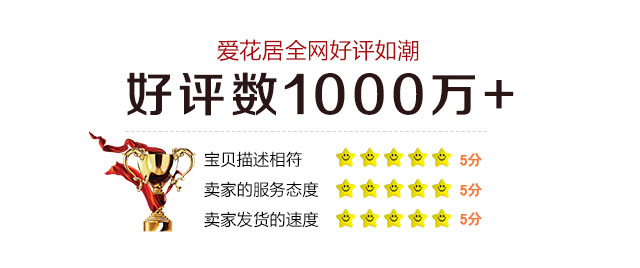 爱花居全网好评如潮
好评数1000万+
宝贝描述相符 5分
卖家的服务态度 5分
卖家发货的速度 5分